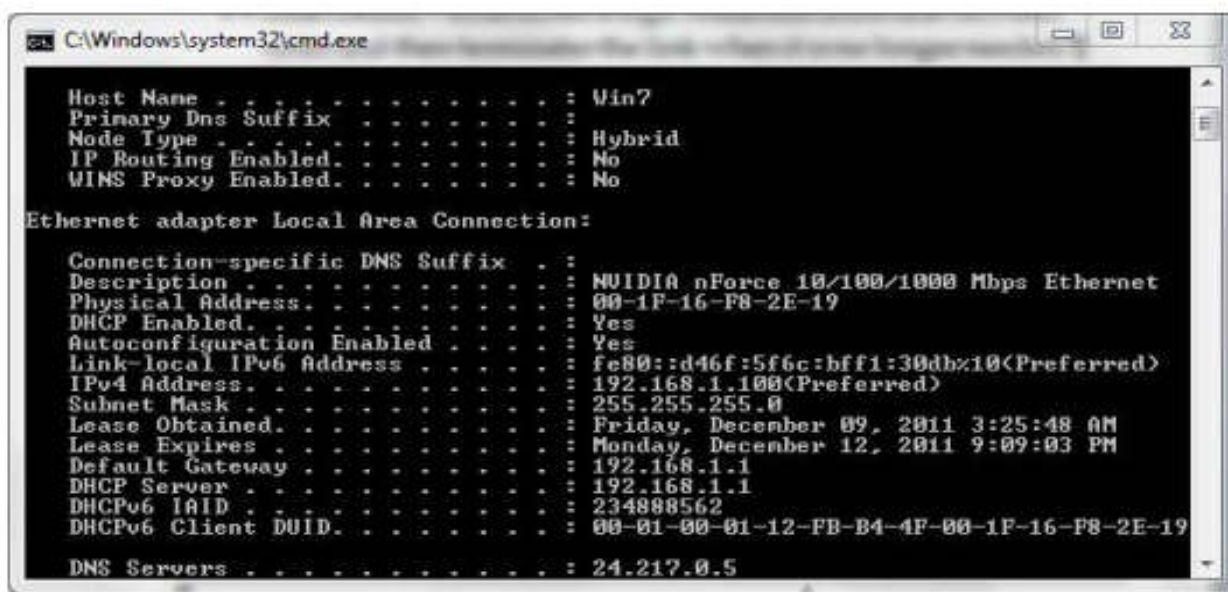 C:\Windows\system32\cmd.exe
Host Name . . . . . . . . . . . . : Win7
Primary Dns Suffix  . . . . . . . :
Node Type . . . . . . . . . . . . : Hybrid
IP Routing Enabled. . . . . . . . : No
WINS Proxy Enabled. . . . . . . . : No
Ethernet adapter Local Area Connection:
Connection-specific DNS Suffix  . :
Description . . . . . . . . . . . : NVIDIA nForce 10/100/1000 Mbps Ethernet
Physical Address. . . . . . . . . : 00-1F-16-F8-2E-19
DHCP Enabled. . . . . . . . . . . : Yes
Autoconfiguration Enabled . . . . : Yes
Link-local IPv6 Address . . . . . : fe80::d46f:5f6c:bff1:30db%10(Preferred)
IPv4 Address. . . . . . . . . . . : 192.168.1.100(Preferred)
Subnet Mask . . . . . . . . . . . : 255.255.255.0
Lease Obtained. . . . . . . . . . : Friday, December 09, 2011 3:25:48 AM
Lease Expires . . . . . . . . . . : Monday, December 12, 2011 9:09:03 PM
Default Gateway . . . . . . . . . : 192.168.1.1
DHCP Server . . . . . . . . . . . : 192.168.1.1
DHCPv6 IAID . . . . . . . . . . . : 234888562
DHCPv6 Client DUID. . . . . . . . : 00-01-00-01-12-FB-B4-4F-00-1F-16-F8-2E-19
DNS Servers . . . . . . . . . . . : 24.217.0.5